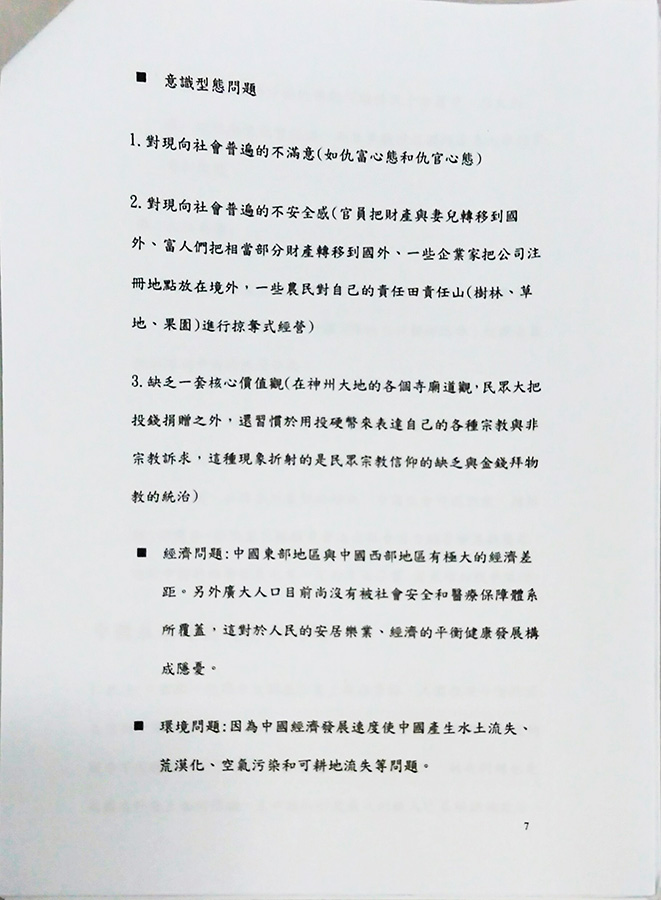 ■ 意識型態問題
1.對現向社會普遍的不滿意(如仇富心態和仇官心態)
2.對現向社會普遍的不安全感(官員把財產與妻兒轉移到國
外、富人們把相當部分財產轉移到國外、一些企業家把公司注
冊地點放在境外，一些農民對自己的責任田責任山(樹林、草
地、果園)進行掠奪式經營)
3.缺乏一套核心價值觀(在神州大地的各個寺廟道觀，民眾大把
投錢捐贈之外，還習慣於用投硬幣來表達自己的各種宗教與非
宗教訴求，這種現象折射的是民眾宗教信仰的缺乏與金錢拜物
教的統治)
■ 經濟問題:中國東部地區與中國西部地區有極大的經濟差
距。另外廣大人口目前尚沒有被社會安全和醫療保障體系
所覆蓋，這對於人民的安居樂業、經濟的平衡健康發展構
成隱憂。
■ 環境問題:因為中國經濟發展速度使中國產生水土流失、
荒漠化、空氣污染和可耕地流失等問題。
7